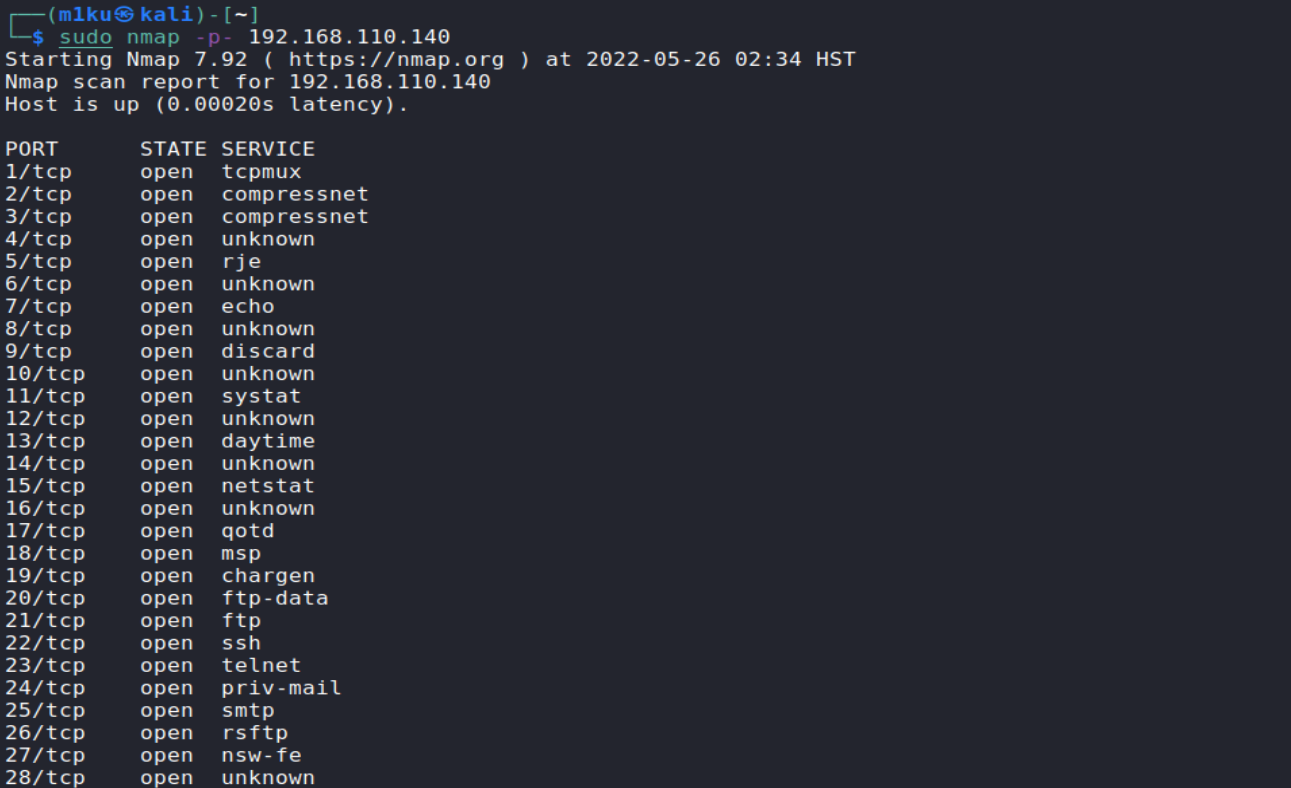 ┌──(m1ku㉿kali)-[~]
└─$ sudo nmap -p- 192.168.110.140
Starting Nmap 7.92 ( https://nmap.org ) at 2022-05-26 02:34 HST
Nmap scan report for 192.168.110.140
Host is up (0.00020s latency).
PORT STATE SERVICE
1/tcp open tcpmux
2/tcp open compressnet
3/tcp open compressnet
4/tcp open unknown
5/tcp open rje
6/tcp open unknown
7/tcp open echo
8/tcp open unknown
9/tcp open discard
10/tcp open unknown
11/tcp open systat
12/tcp open unknown
13/tcp open daytime
14/tcp open unknown
15/tcp open netstat
16/tcp open unknown
17/tcp open qotd
18/tcp open msp
19/tcp open chargen
20/tcp open ftp-data
21/tcp open ftp
22/tcp open ssh
23/tcp open telnet
24/tcp open priv-mail
25/tcp open smtp
26/tcp open rsftp
27/tcp open nsw-fe
28/tcp open unknown